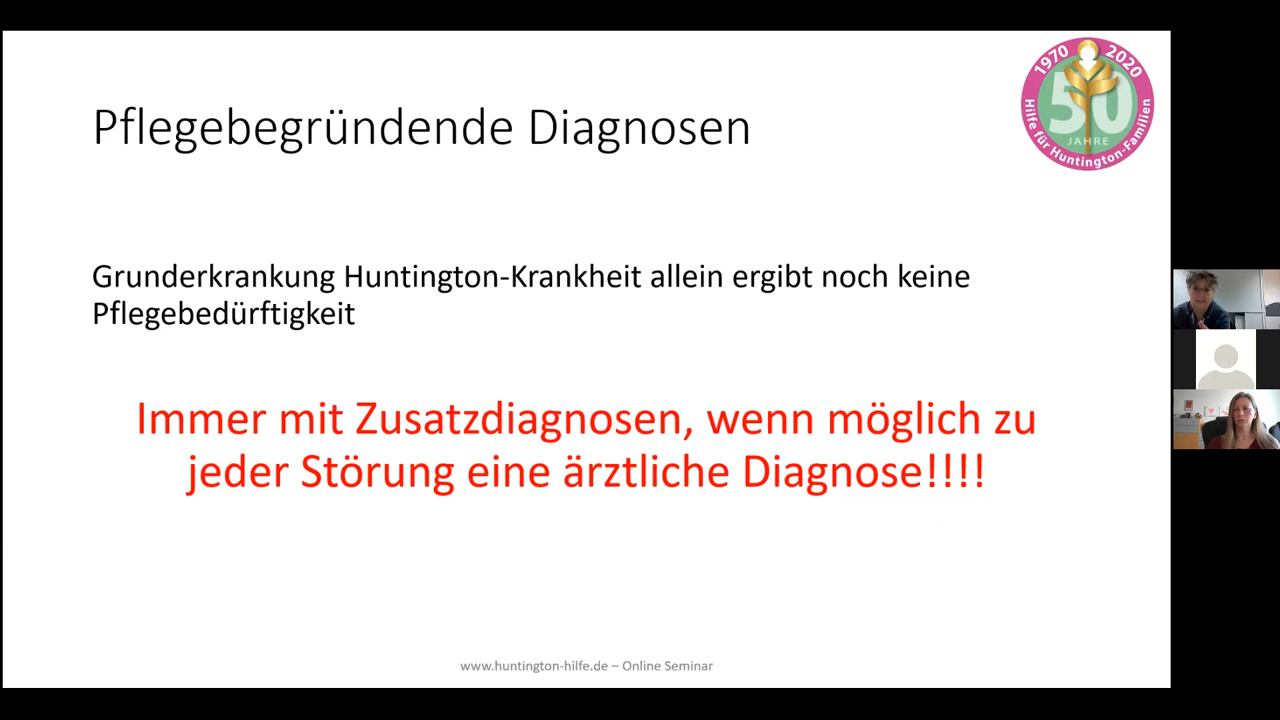 Pflegebegründende Diagnosen
1970 2020
50
JAHRE
Hilfe für Huntington-Familien
Grunderkrankung Huntington-Krankheit allein ergibt noch keine
Pflegebedürftigkeit
Immer mit Zusatzdiagnosen, wenn möglich zu
jeder Störung eine ärztliche Diagnose!!!!
www.huntington-hilfe.de – Online Seminar